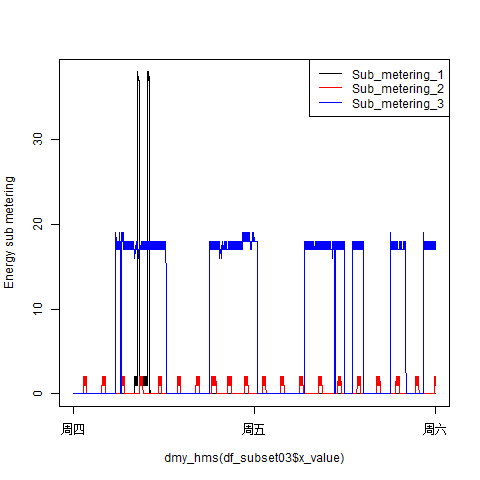 Sub_metering_1
Sub_metering_2
Sub_metering_3
Energy sub metering
30
20
10
0
周四 周五 周六
dmy_hms(df_subset03$x_value)